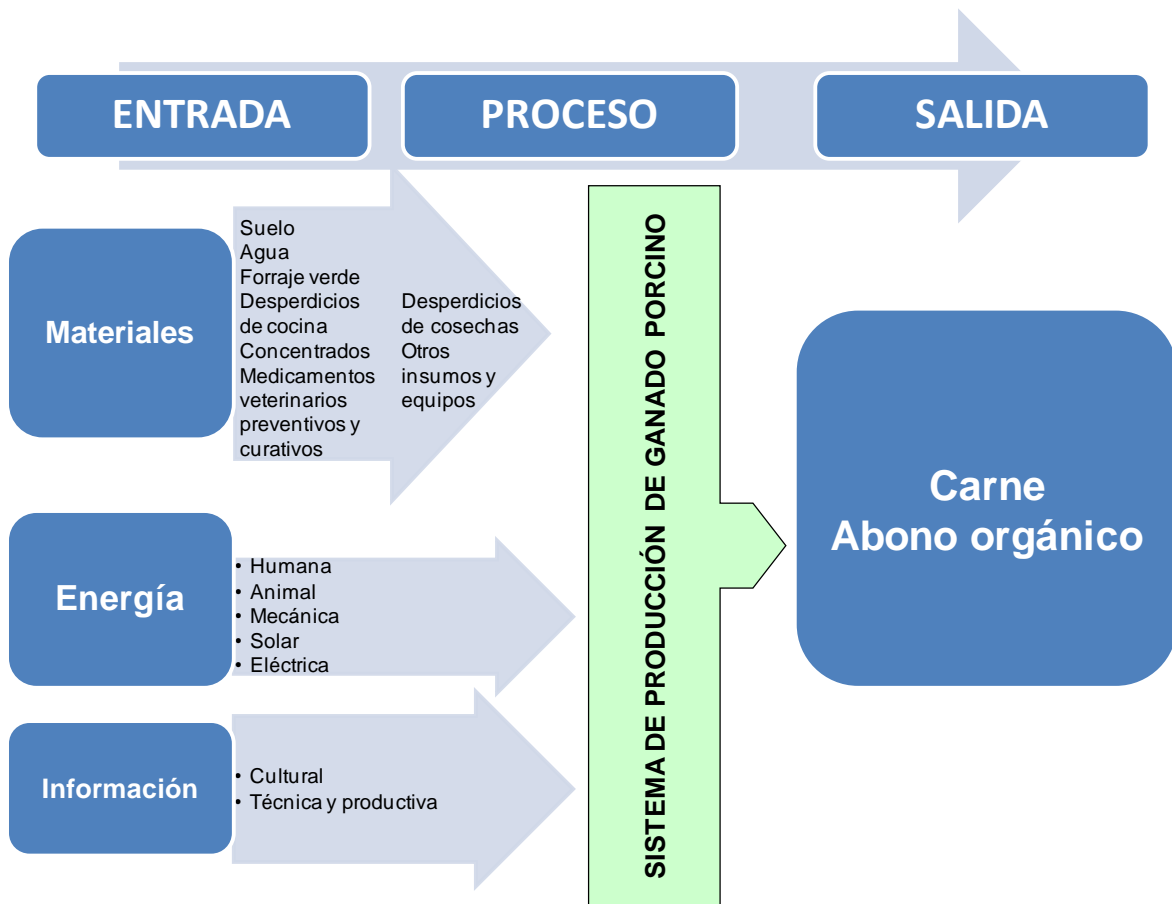 ENTRADA
PROCESO
SALIDA
Materiales
Suelo
Agua
Forraje verde
Desperdicios
de cocina
Concentrados
Medicamentos
veterinarios
preventivos y
curativos
Desperdicios
de cosechas
Otros
insumos y
equipos
Energía
• Humana
• Animal
• Mecánica
• Solar
• Eléctrica
Información
• Cultural
• Técnica y productiva
SISTEMA DE PRODUCCIÓN DE GANADO PORCINO
Carne
Abono orgánico